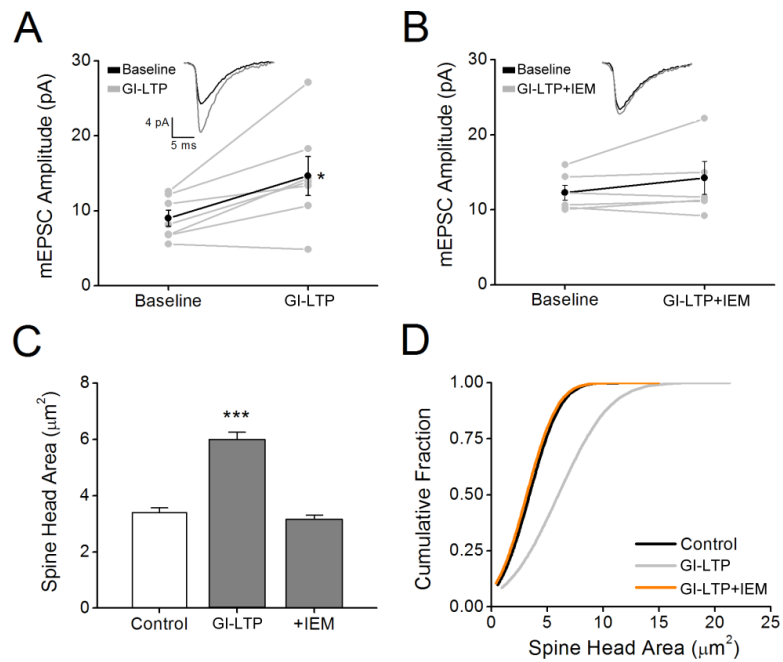 A
mEPSC Amplitude (pA)
30
20
10
0
Baseline
GI-LTP
4 pA
5 ms
*
Baseline
GI-LTP
B
mEPSC Amplitude (pA)
30
20
10
0
Baseline
GI-LTP+IEM
Baseline
GI-LTP+IEM
C
Spine Head Area (μm²)
8
6
4
2
0
***
Control
GI-LTP
+IEM
D
Cumulative Fraction
1.00
0.75
0.50
0.25
0.00
Control
GI-LTP
GI-LTP+IEM
0 5 10 15 20 25
Spine Head Area (μm²)